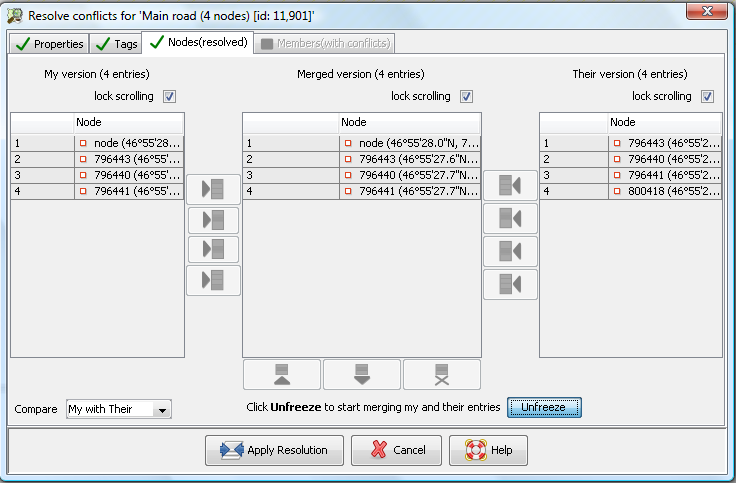 Resolve conflicts for 'Main road (4 nodes) [id: 11,901]'
Properties Tags Nodes(resolved) Members(with conflicts)
My version (4 entries) Merged version (4 entries) Their version (4 entries)
lock scrolling lock scrolling lock scrolling
Node Node Node
1 node (46°55'28.... 1 node (46°55'28.0"N, 7... 1 796443 (46°55'2...
2 796443 (46°55'... 2 796443 (46°55'27.6"N... 2 796440 (46°55'2...
3 796440 (46°55'... 3 796440 (46°55'27.7"N... 3 796441 (46°55'2...
4 796441 (46°55'... 4 796441 (46°55'27.7"N... 4 800418 (46°55'2...
Compare My with Their Click Unfreeze to start merging my and their entries Unfreeze
Apply Resolution Cancel Help